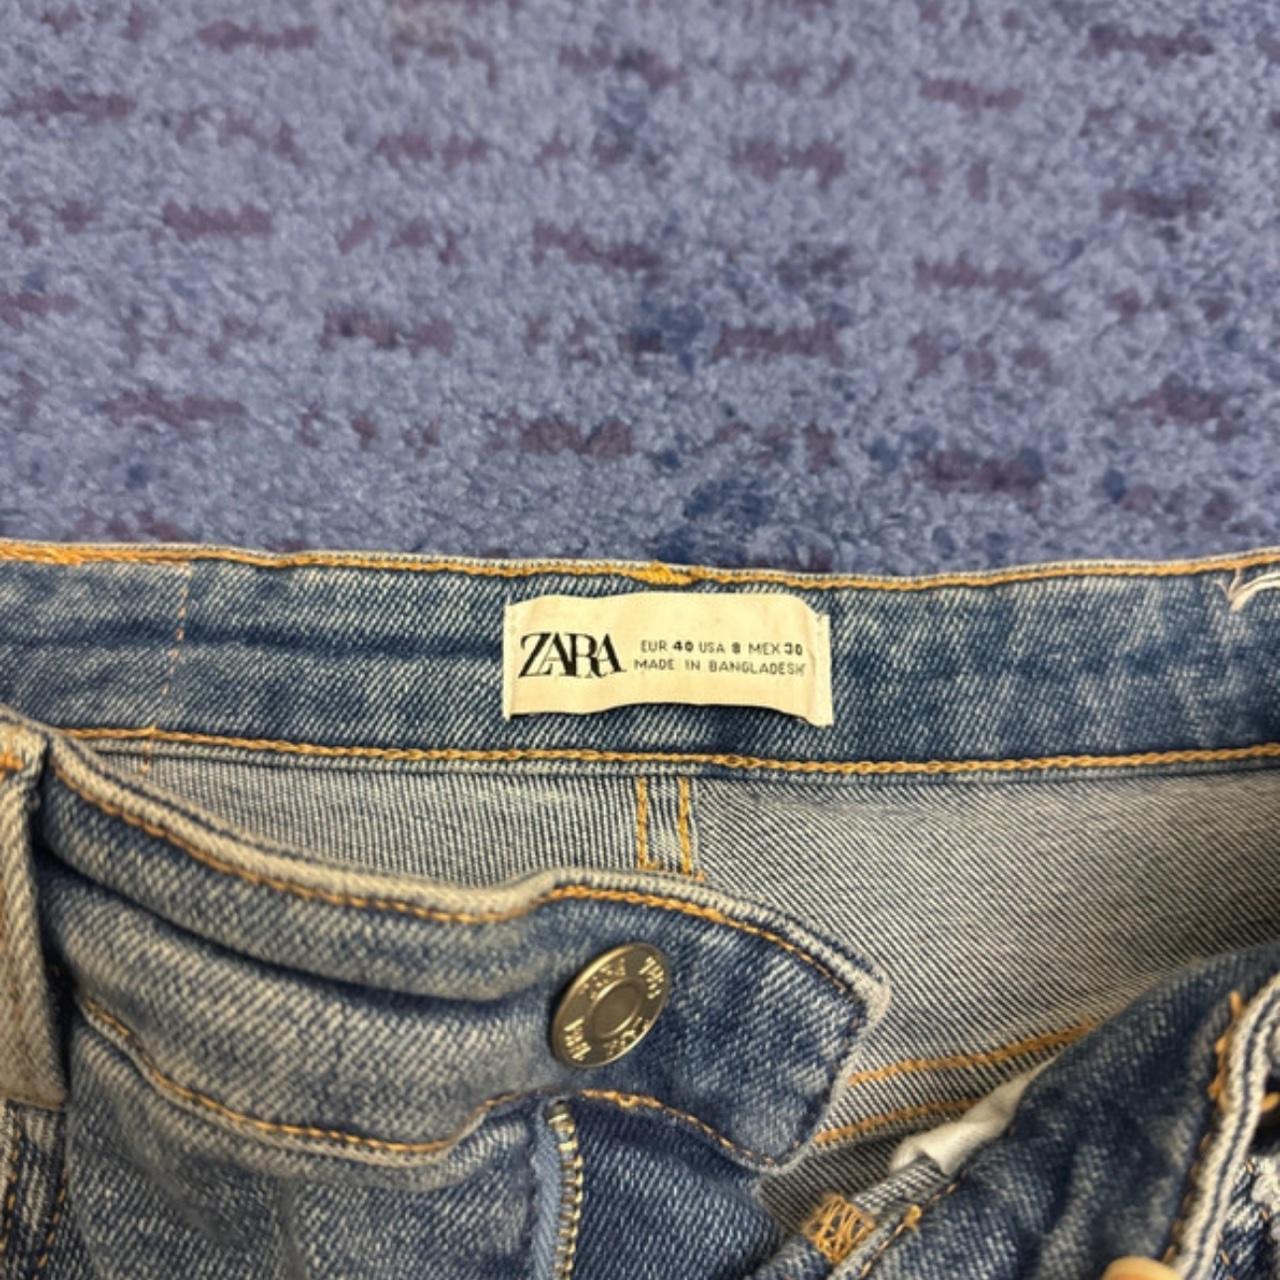 ZARA
EUR 40 USA 8 MEX 30
MADE IN BANGLADESH